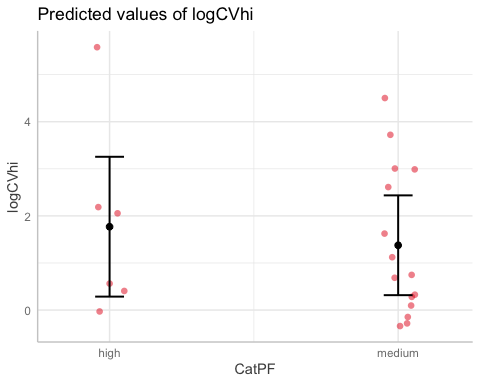 Predicted values of logCVhi
logCVhi
4
2
0
high medium
CatPF